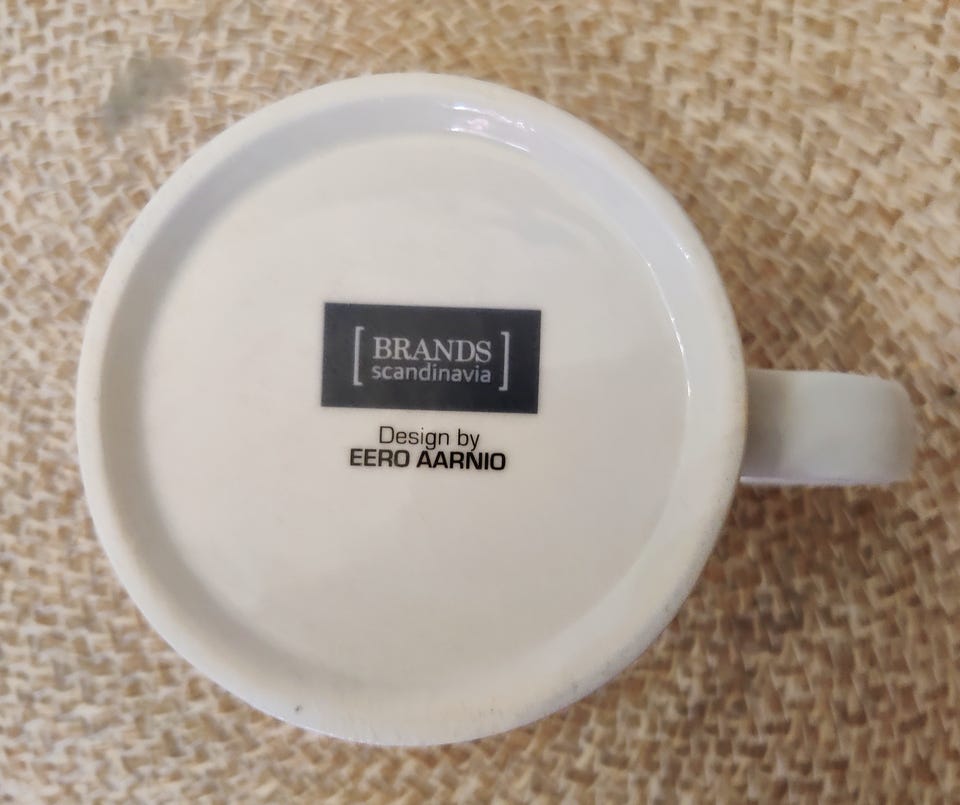 [BRANDS
scandinavia]
Design by
EERO AARNIO